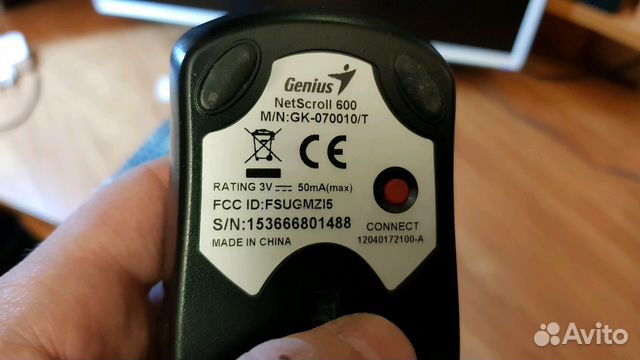 Genius
NetScroll 600
M/N:GK-070010/T
CE
RATING 3V 50mA(max)
FCC ID:FSUGMZI5
S/N:153666801488
MADE IN CHINA
CONNECT
12040172100-A
Avito